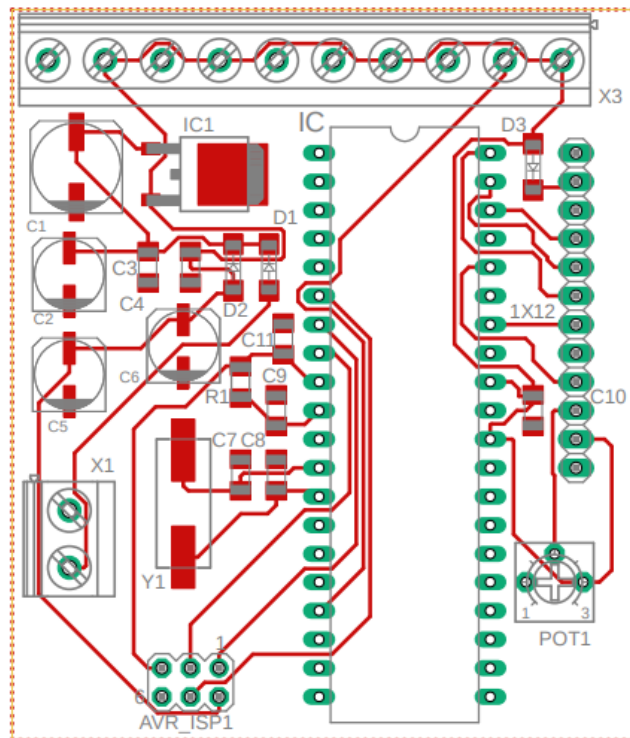 X3
IC1
IC
D3
C1
D1
C3
C4
D2
C2
1X12
C11
C6
R1
C9
C10
C5
C7 C8
X1
Y1
1
3
POT1
1
6
AVR_ISP1